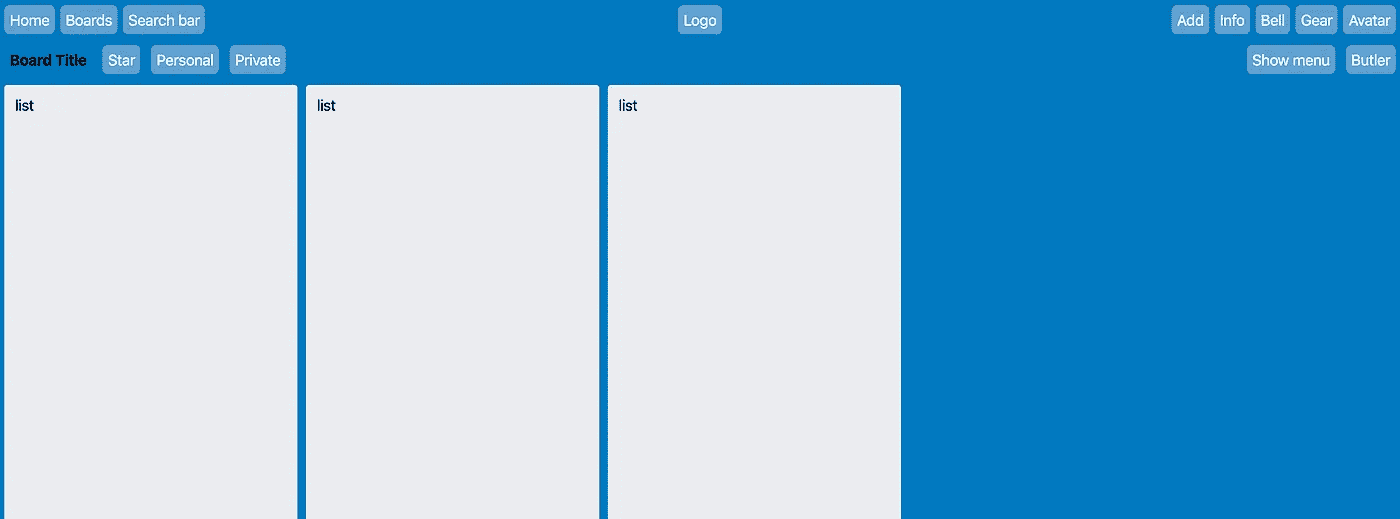 Home Boards Search bar Logo Add Info Bell Gear Avatar
Board Title Star Personal Private Show menu Butler
list list list